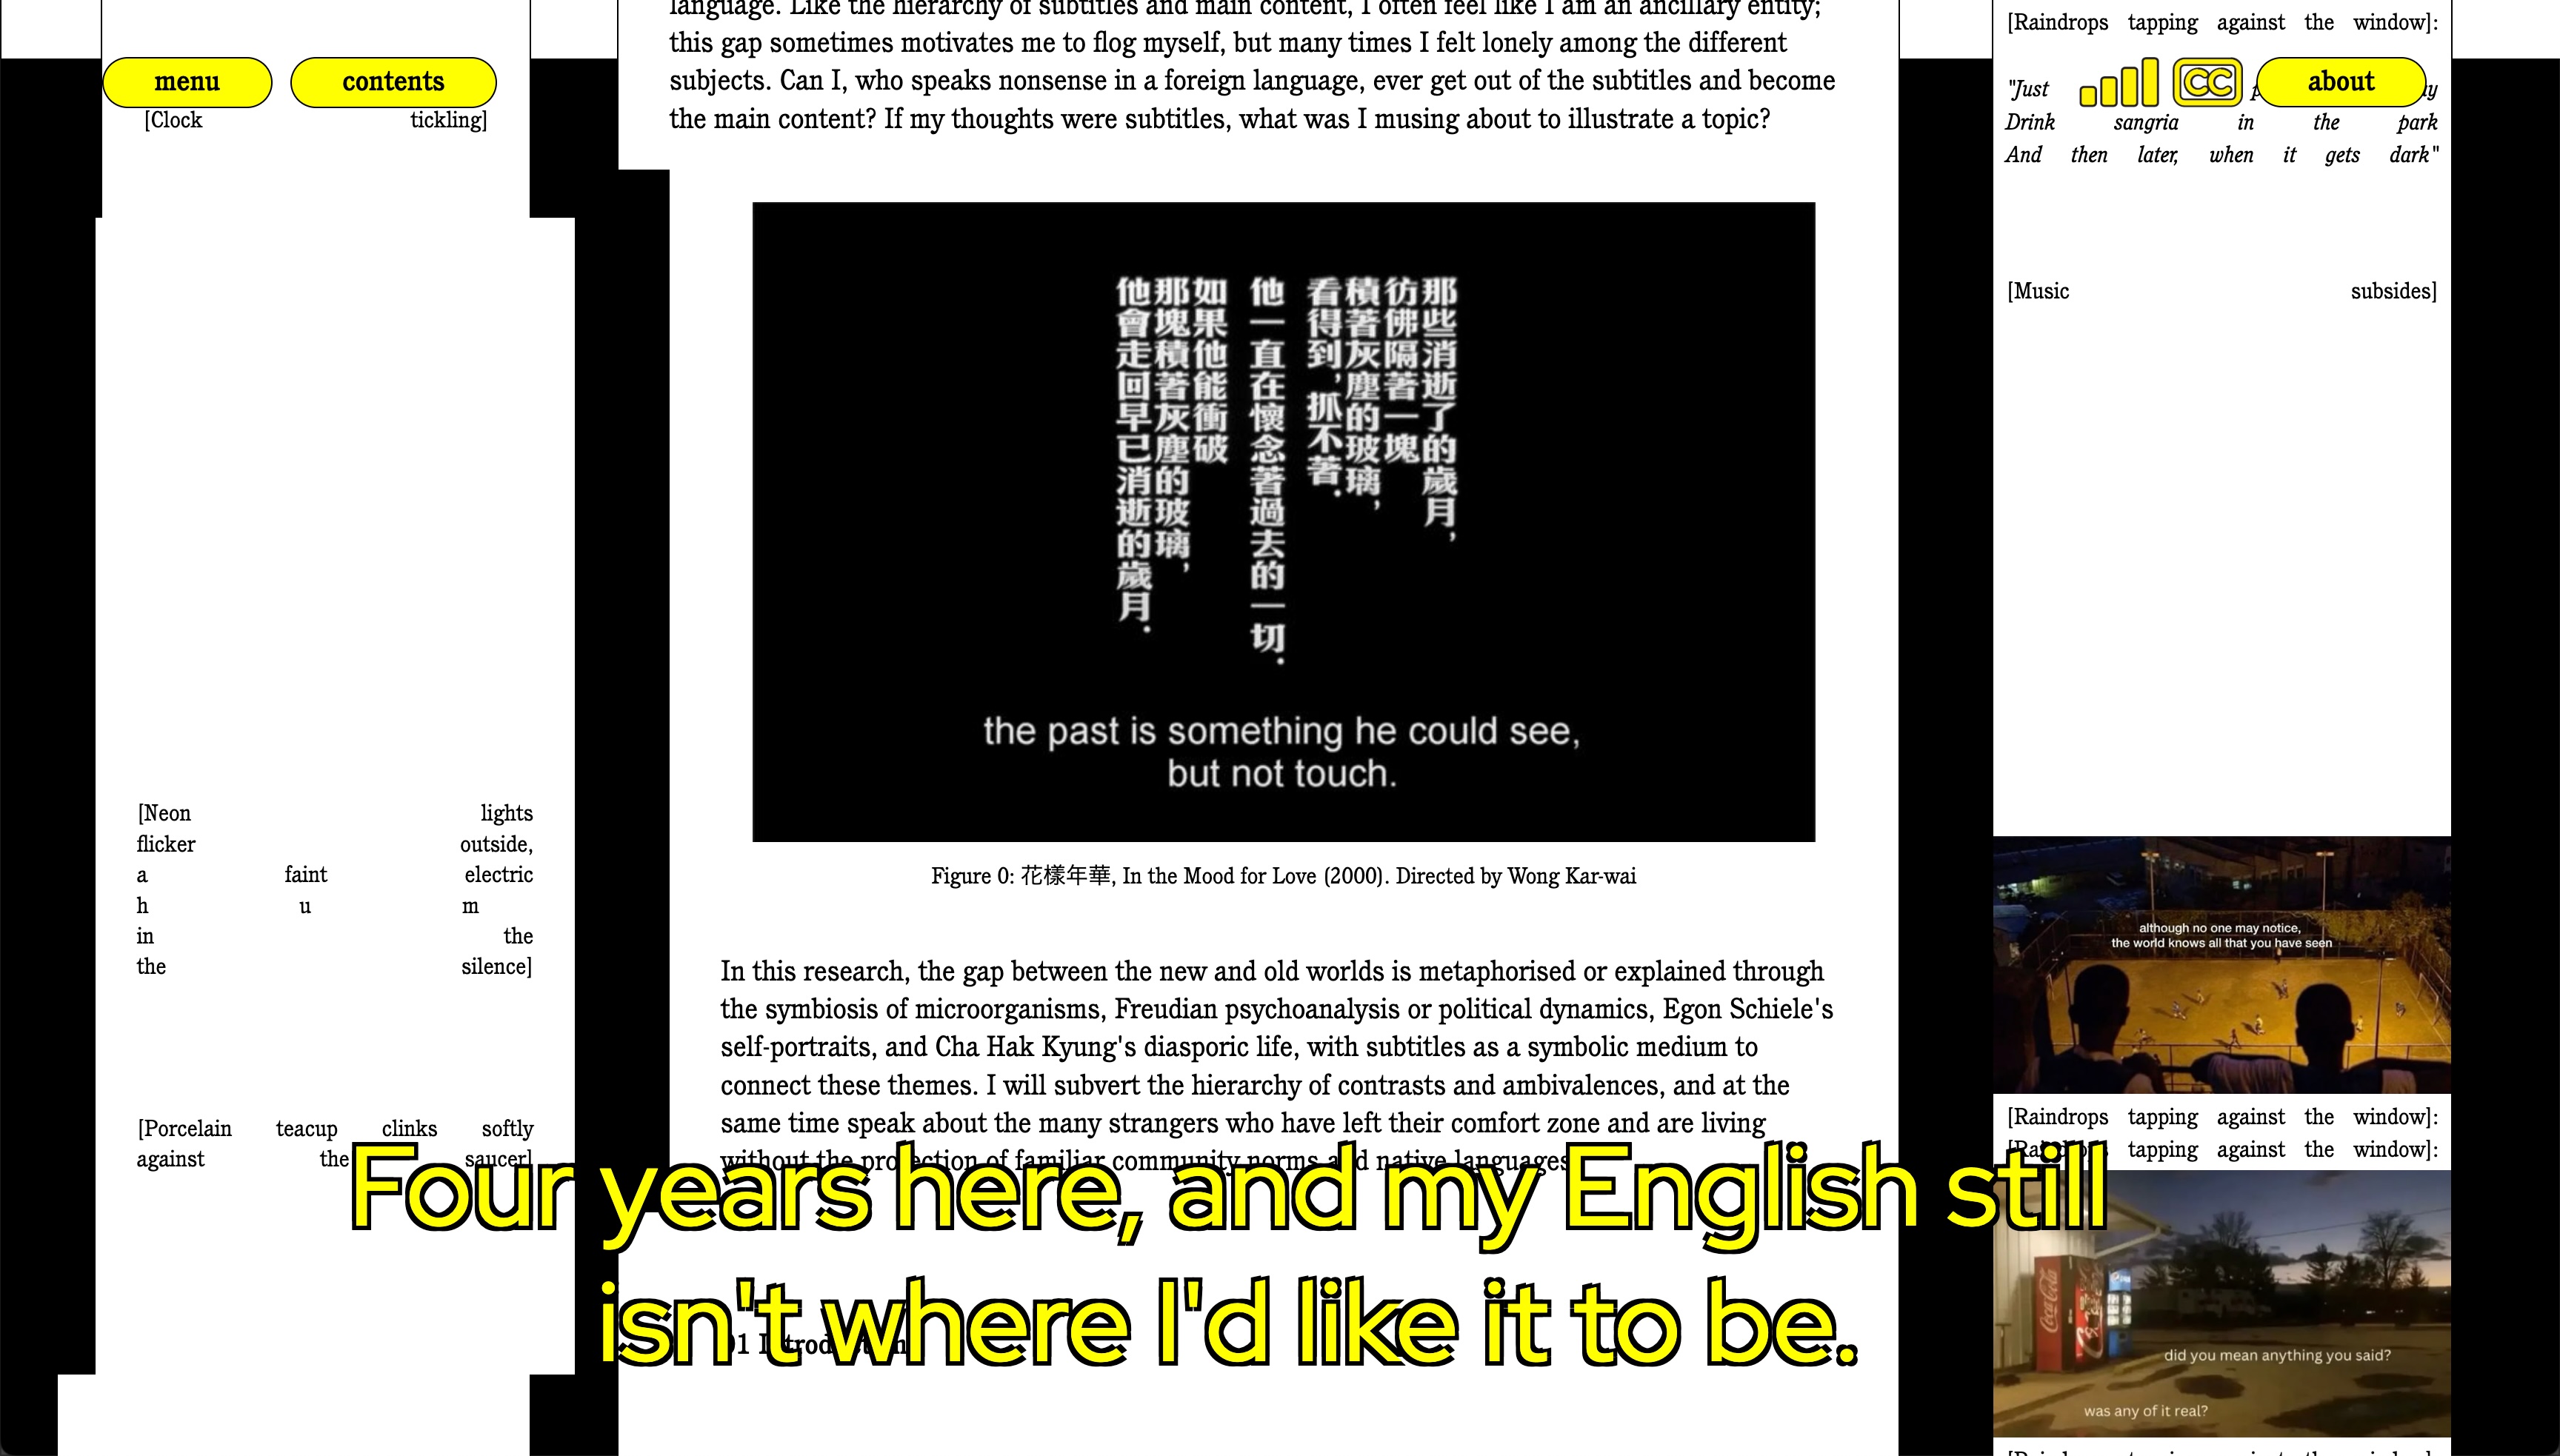 menu
contents
[Clock tickling]
[Neon lights
flicker outside,
a faint electric
h u m
in the
the silence]
[Porcelain teacup clinks softly
against the saucer]
language. Like the hierarchy of subtitles and main content, I often feel like I am an ancillary entity;
this gap sometimes motivates me to flog myself, but many times I felt lonely among the different
subjects. Can I, who speaks nonsense in a foreign language, ever get out of the subtitles and become
the main content? If my thoughts were subtitles, what was I musing about to illustrate a topic?
那些消逝了的歲月，
彷彿隔著一塊
積著灰塵的玻璃，
看得到，抓不著．
他一直在懷念著過去的一切．
如果他能衝破
那塊積著灰塵的玻璃，
他會走回早已消逝的歲月．
the past is something he could see,
but not touch.
Figure 0: 花樣年華, In the Mood for Love (2000). Directed by Wong Kar-wai
In this research, the gap between the new and old worlds is metaphorised or explained through
the symbiosis of microorganisms, Freudian psychoanalysis or political dynamics, Egon Schiele's
self-portraits, and Cha Hak Kyung's diasporic life, with subtitles as a symbolic medium to
connect these themes. I will subvert the hierarchy of contrasts and ambivalences, and at the
same time speak about the many strangers who have left their comfort zone and are living
without the protection of familiar community norms and native languages
Four years here, and my English still
isn't where I'd like it to be.
01 Introduction
[Raindrops tapping against the window]:
CC
about
"Just
Drink sangria in the park
And then later, when it gets dark"
[Music subsides]
although no one may notice,
the world knows all that you have seen
[Raindrops tapping against the window]:
[Raindrops tapping against the window]:
Coca-Cola
did you mean anything you said?
was any of it real?